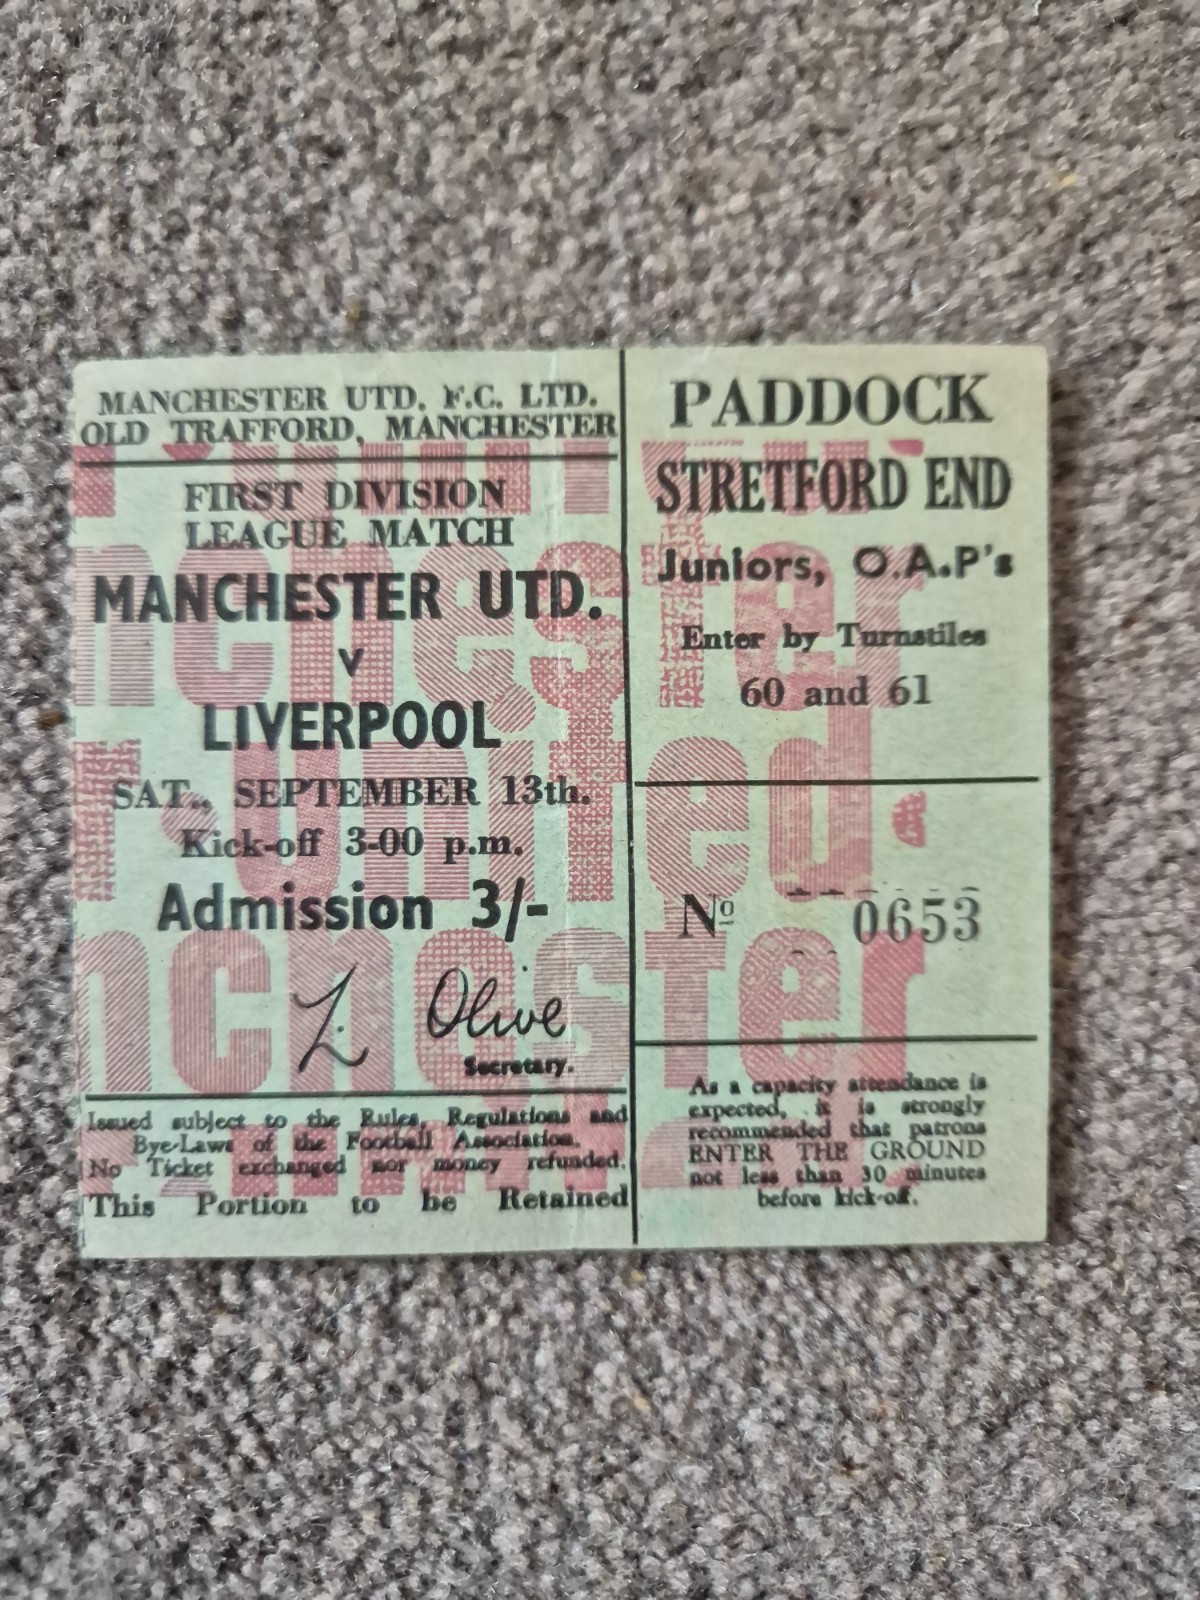 MANCHESTER UTD. F.C. LTD.
OLD TRAFFORD, MANCHESTER
FIRST DIVISION
LEAGUE MATCH
MANCHESTER UTD.
v
LIVERPOOL
SAT., SEPTEMBER 13th.
Kick-off 3-00 p.m.
Admission 3/-
L. Olive
Secretary.
Issued subject to the Rules, Regulations and
Bye-Laws of the Football Association.
No Ticket exchanged nor money refunded.
This Portion to be Retained
PADDOCK
STRETFORD END
Juniors, O.A.P's
Enter by Turnstiles
60 and 61
Nº 0653
As a capacity attendance is
expected, it is strongly
recommended that patrons
ENTER THE GROUND
not less than 30 minutes
before kick-off.